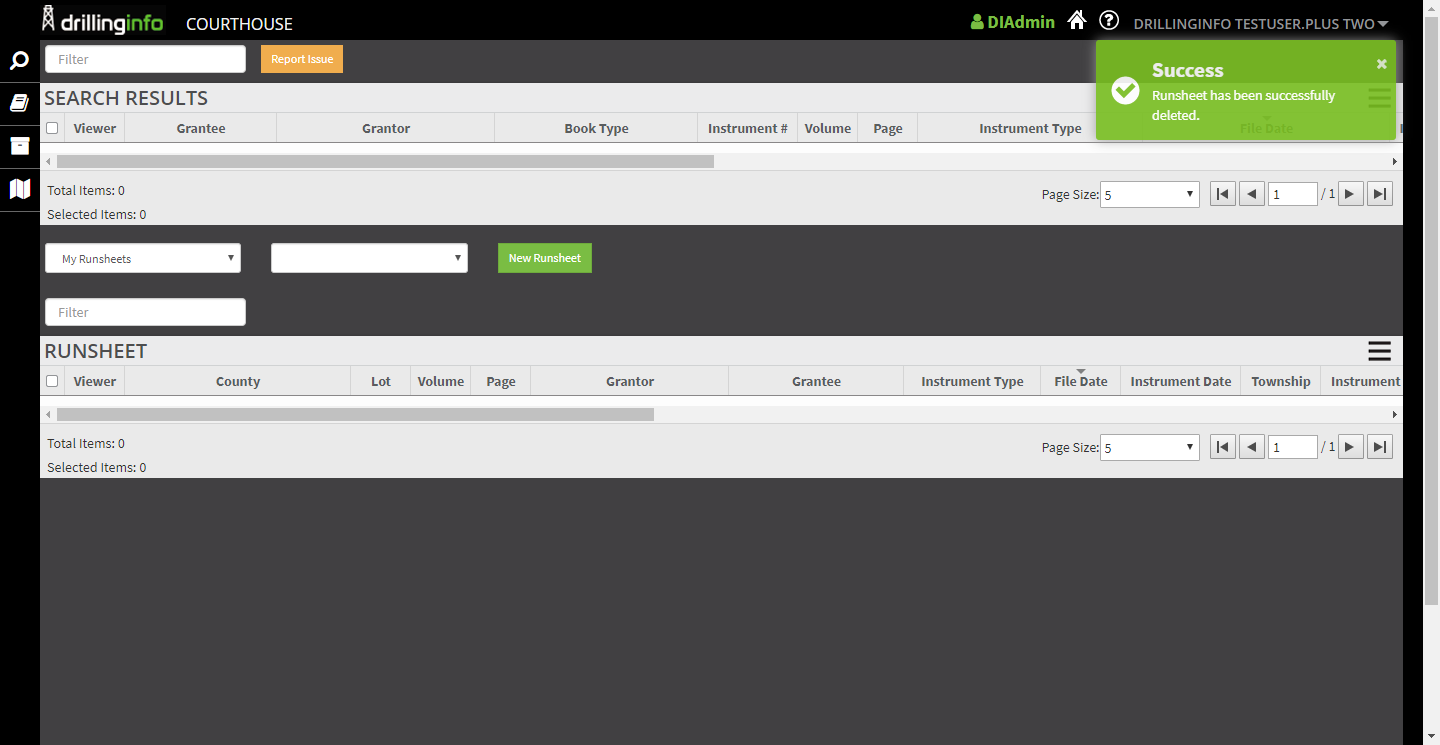 drillinginfo COURTHOUSE DIAdmin DRILLINGINFO TESTUSER.PLUS TWO
Filter Report Issue
Success
Runsheet has been successfully
deleted.
SEARCH RESULTS
Viewer Grantee Grantor Book Type Instrument # Volume Page Instrument Type File Date
Total Items: 0
Page Size: 5 1 / 1
Selected Items: 0
My Runsheets New Runsheet
Filter
RUNSHEET
Viewer County Lot Volume Page Grantor Grantee Instrument Type File Date Instrument Date Township Instrument
Total Items: 0
Page Size: 5 1 / 1
Selected Items: 0